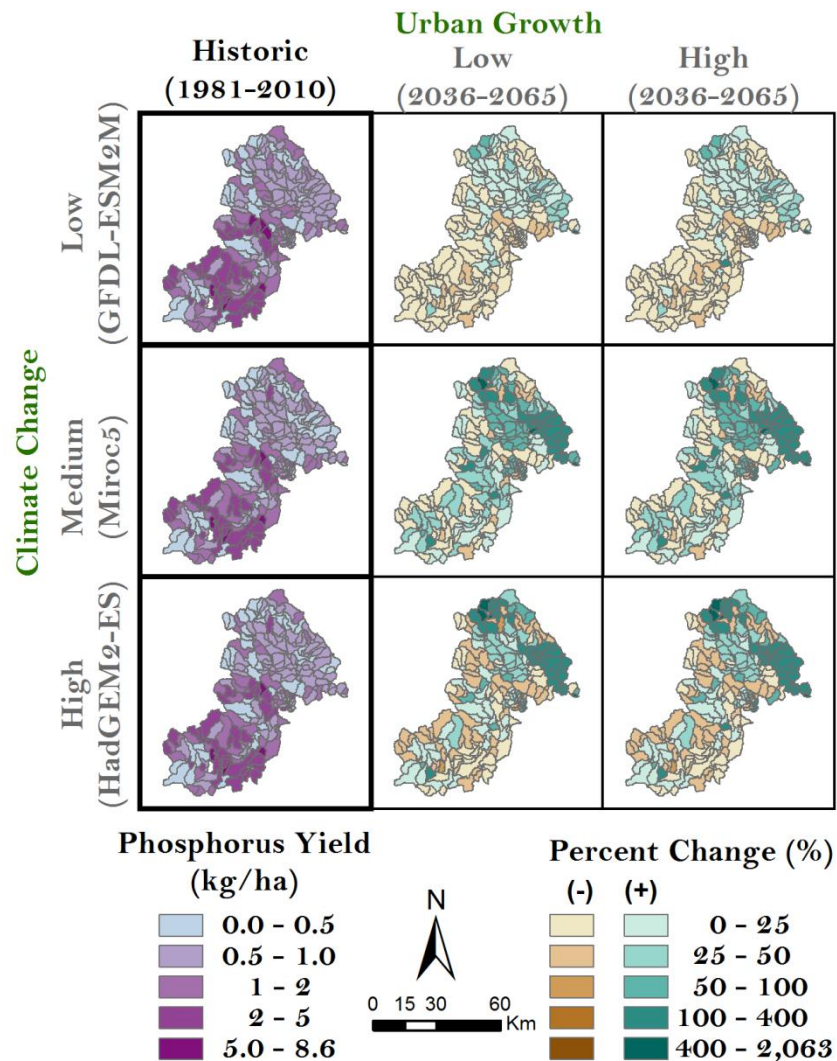 Urban Growth
Historic
(1981-2010)
Low
(2036-2065)
High
(2036-2065)
Climate Change
Low
(GFDL-ESM2M)
Medium
(Miroc5)
High
(HadGEM2-ES)
Phosphorus Yield
(kg/ha)
0.0 - 0.5
0.5 - 1.0
1 - 2
2 - 5
5.0 - 8.6
N
0 15 30 60
Km
Percent Change (%)
(-) (+)
0 - 25
25 - 50
50 - 100
100 - 400
400 - 2,063